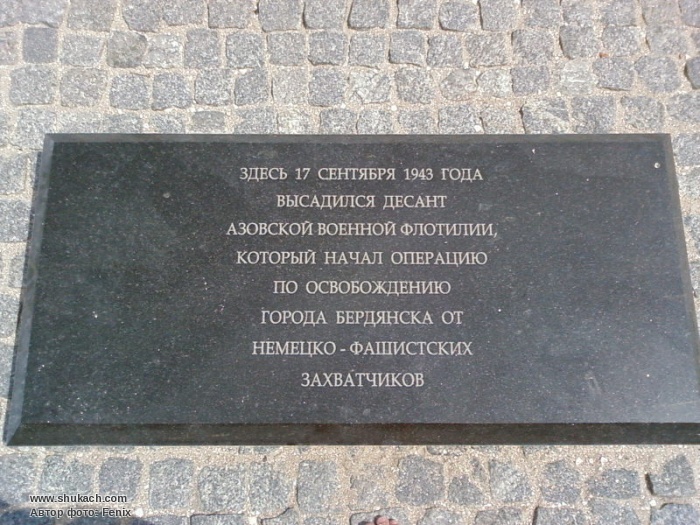 ЗДЕСЬ 17 СЕНТЯБРЯ 1943 ГОДА
ВЫСАДИЛСЯ ДЕСАНТ
АЗОВСКОЙ ВОЕННОЙ ФЛОТИЛИИ,
КОТОРЫЙ НАЧАЛ ОПЕРАЦИЮ
ПО ОСВОБОЖДЕНИЮ
ГОРОДА БЕРДЯНСКА ОТ
НЕМЕЦКО - ФАШИСТСКИХ
ЗАХВАТЧИКОВ
www.shukach.com
Автор фото: Fenix